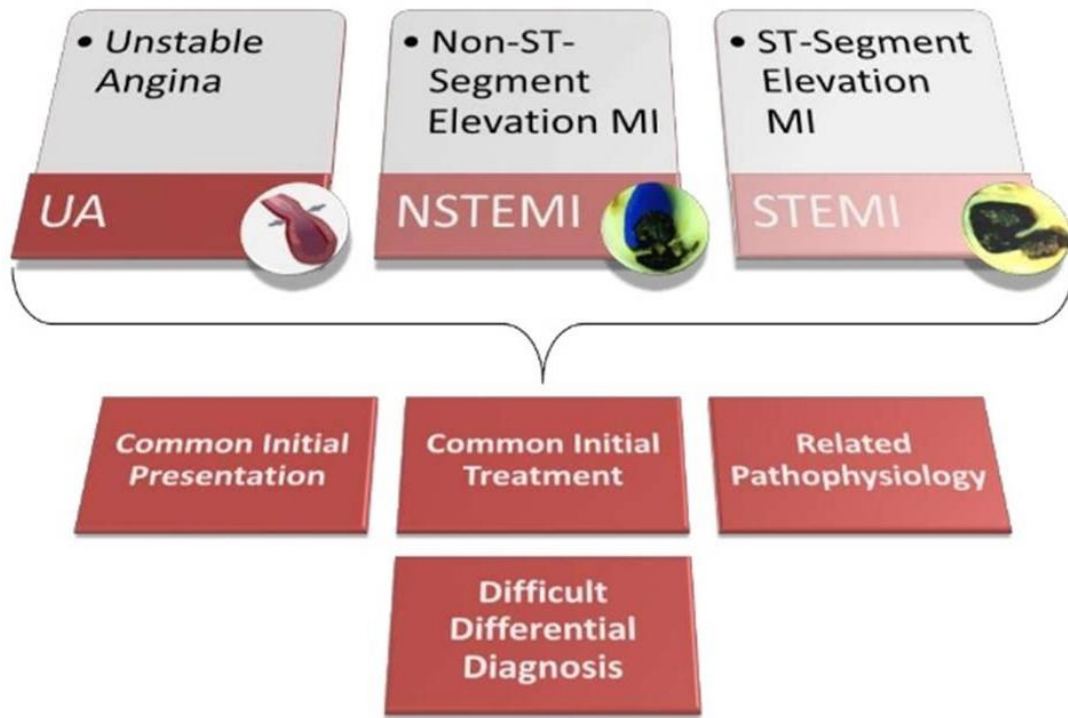 • Unstable
Angina
• Non-ST-
Segment
Elevation MI
• ST-Segment
Elevation
MI
UA
NSTEMI
STEMI
Common Initial
Presentation
Common Initial
Treatment
Related
Pathophysiology
Difficult
Differential
Diagnosis